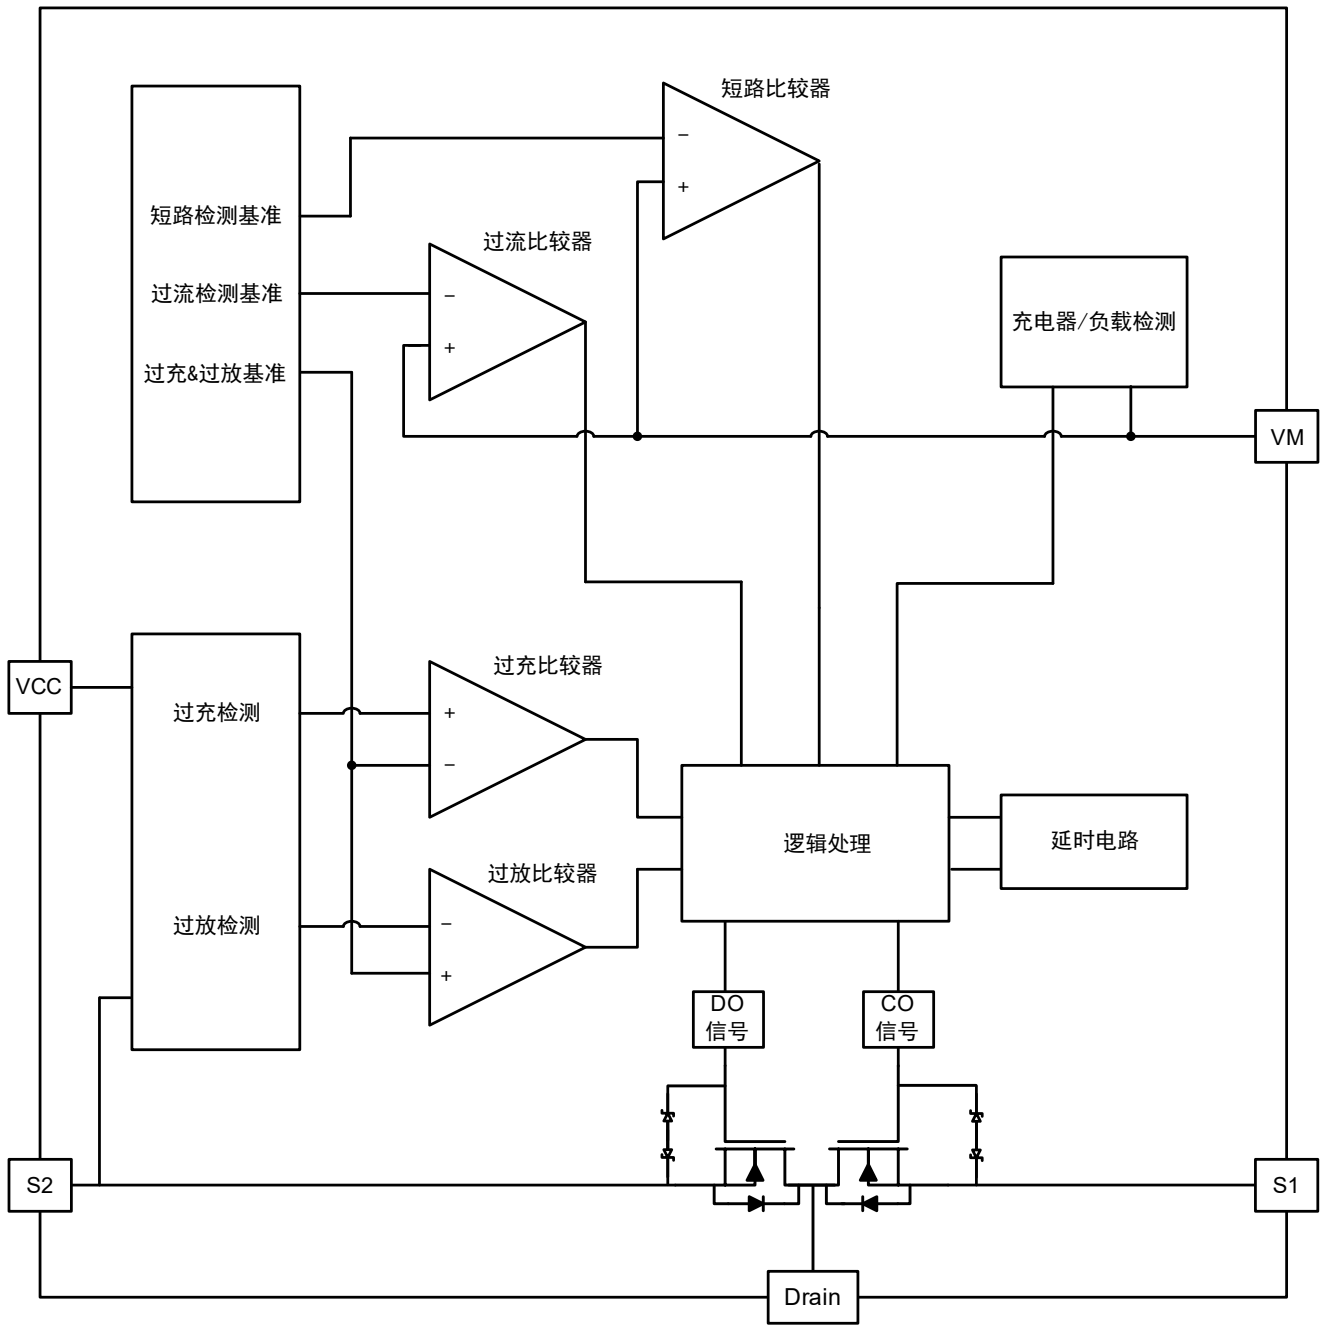 短路比较器
－
+
短路检测基准
过流比较器
过流检测基准
－
+
过充&过放基准
充电器/负载检测
VM
VCC
过充比较器
过充检测
+
－
逻辑处理
延时电路
过放比较器
过放检测
－
+
DO
信号
CO
信号
S2
S1
Drain